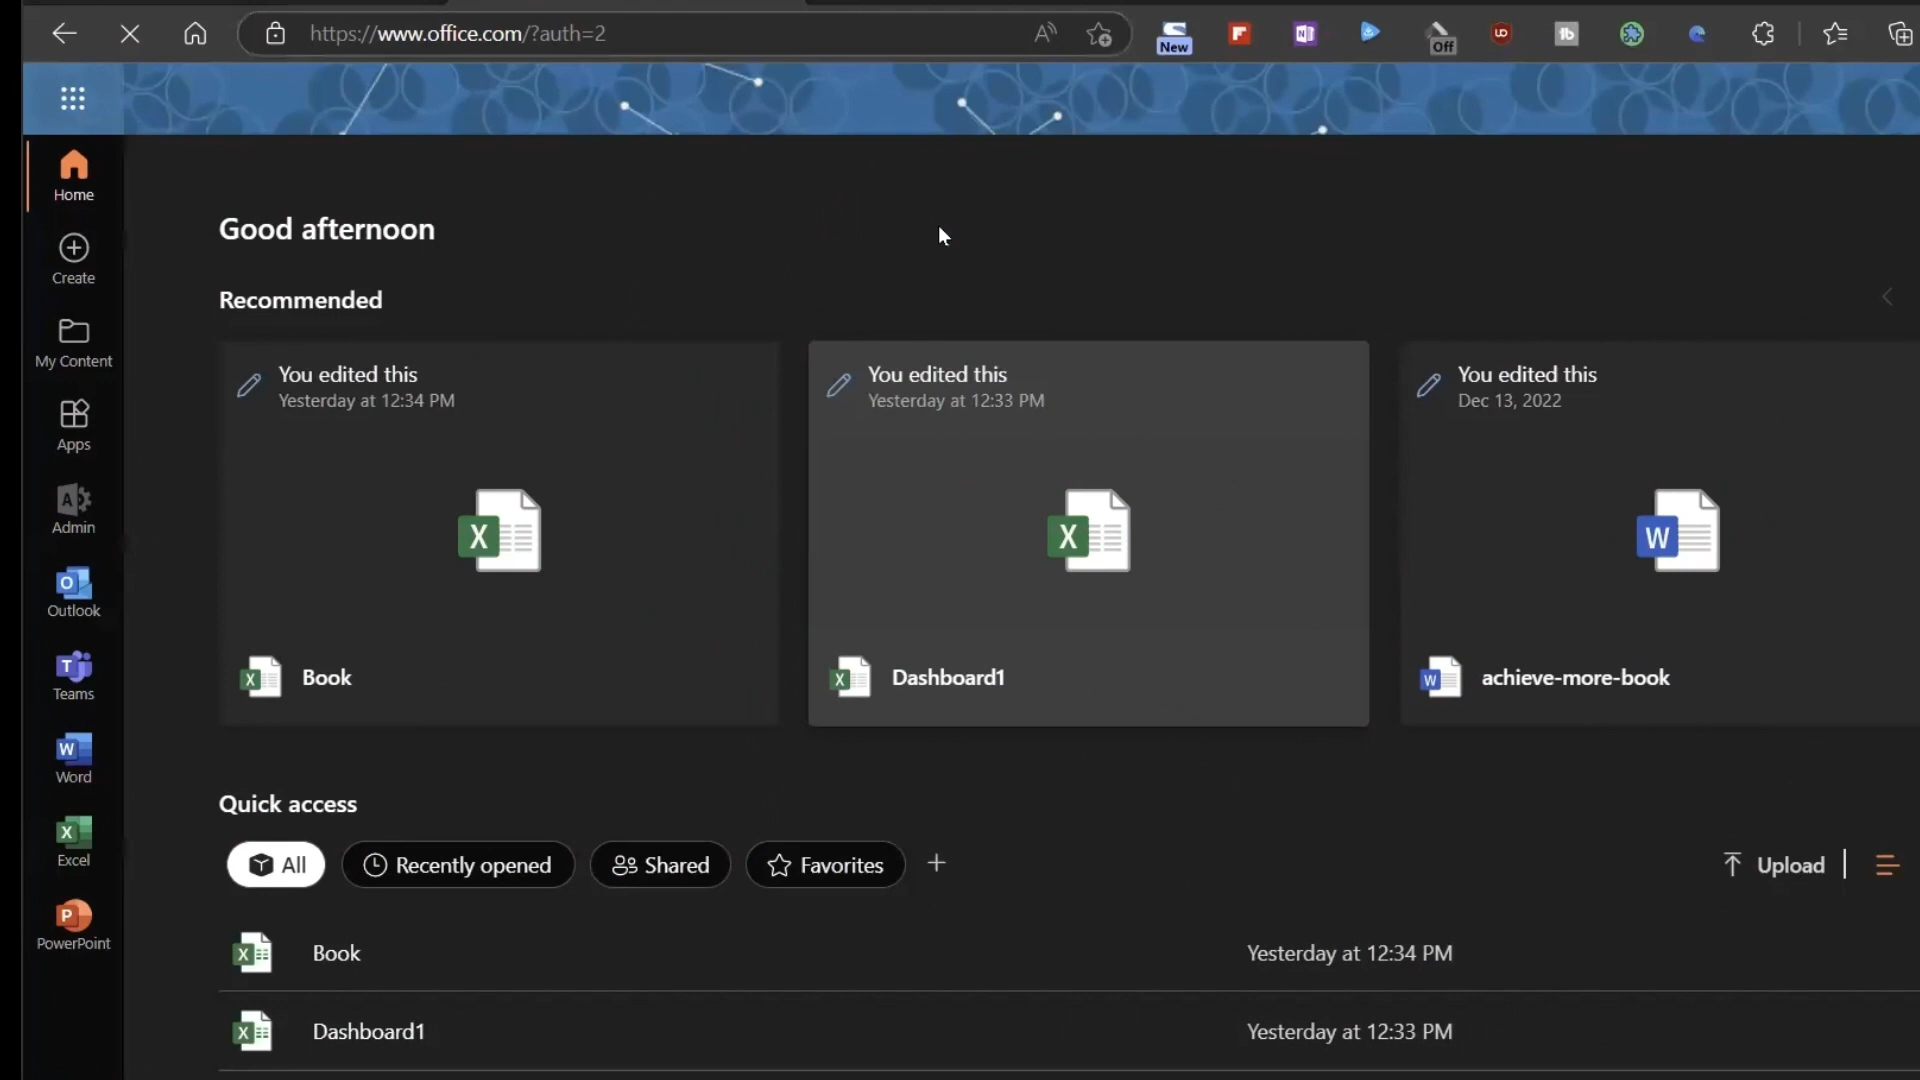 https://www.office.com/?auth=2
New
Off
Home
Create
My Content
Apps
Admin
Outlook
Teams
Word
Excel
PowerPoint
Good afternoon
Recommended
You edited this
Yesterday at 12:34 PM
Book
You edited this
Yesterday at 12:33 PM
Dashboard1
You edited this
Dec 13, 2022
achieve-more-book
Quick access
All
Recently opened
Shared
Favorites
Upload
Book
Yesterday at 12:34 PM
Dashboard1
Yesterday at 12:33 PM